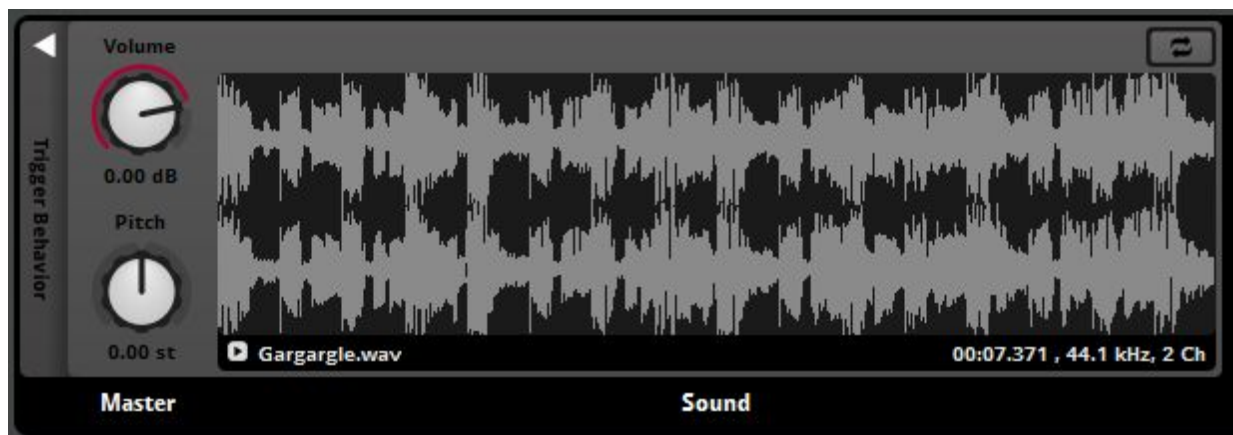 Trigger Behavior
Volume
0.00 dB
Pitch
0.00 st
Gargargle.wav
00:07.371 , 44.1 kHz, 2 Ch
Master
Sound